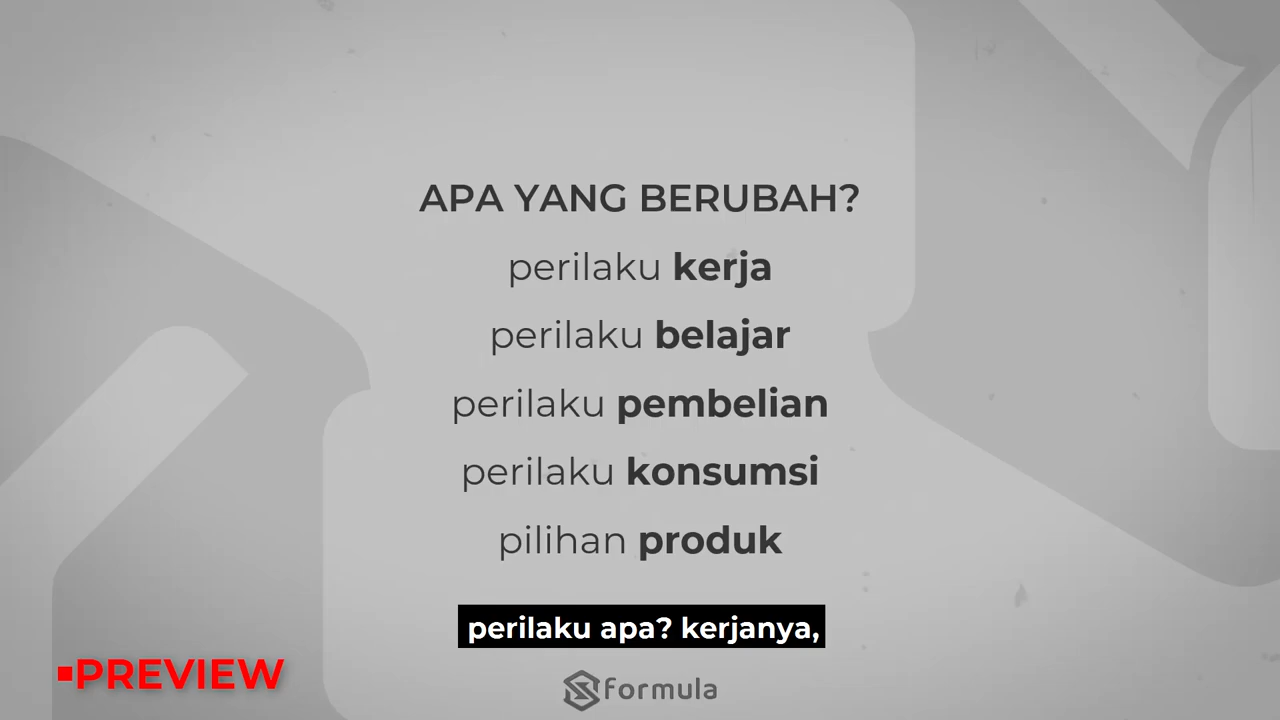 APA YANG BERUBAH?
perilaku kerja
perilaku belajar
perilaku pembelian
perilaku konsumsi
pilihan produk
perilaku apa? kerjanya,
PREVIEW
formula